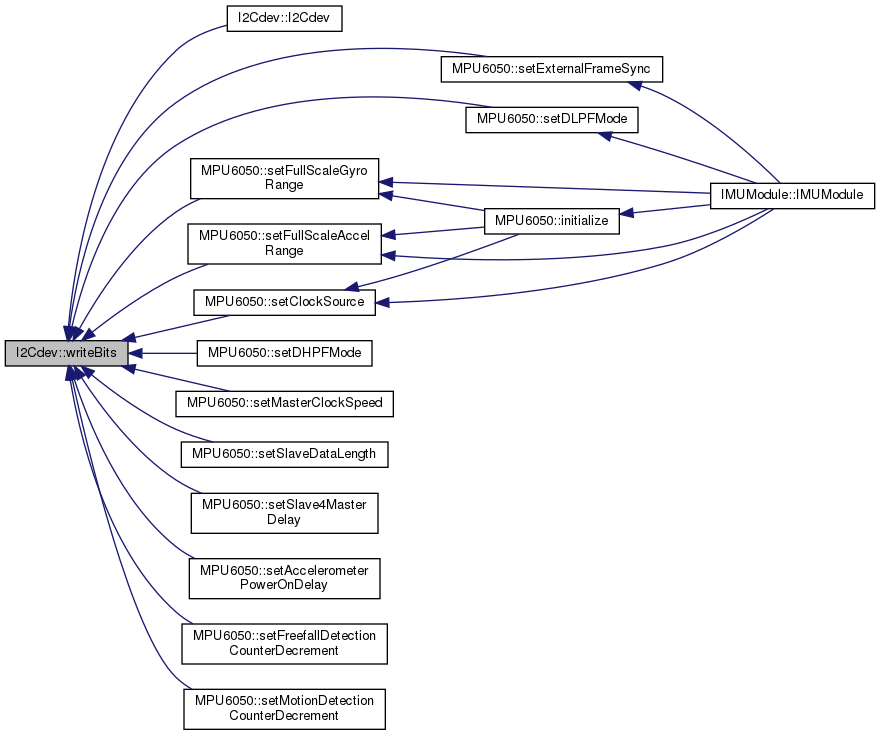 I2Cdev::I2Cdev
MPU6050::setExternalFrameSync
MPU6050::setDLPFMode
MPU6050::setFullScaleGyro
Range
IMUModule::IMUModule
MPU6050::initialize
MPU6050::setFullScaleAccel
Range
MPU6050::setClockSource
I2Cdev::writeBits
MPU6050::setDHPFMode
MPU6050::setMasterClockSpeed
MPU6050::setSlaveDataLength
MPU6050::setSlave4Master
Delay
MPU6050::setAccelerometer
PowerOnDelay
MPU6050::setFreefallDetection
CounterDecrement
MPU6050::setMotionDetection
CounterDecrement